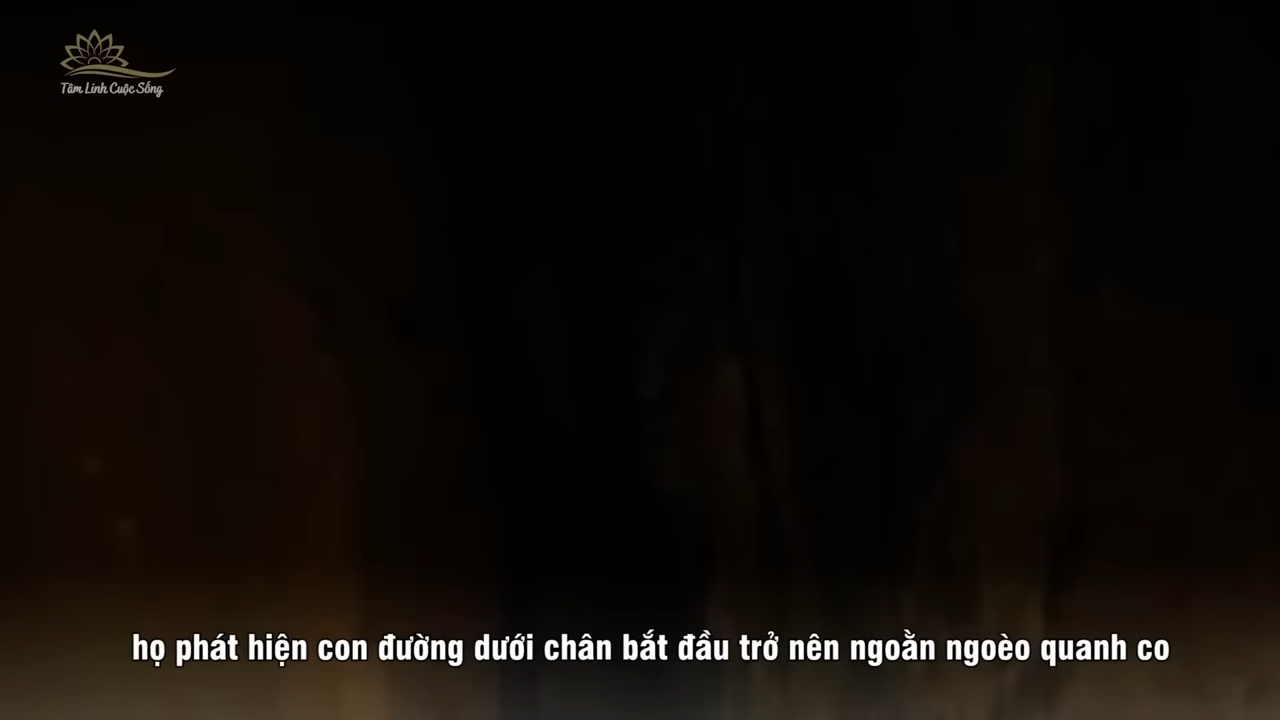 Tâm Linh Cuộc Sống
họ phát hiện con đường dưới chân bắt đầu trở nên ngoằn ngoèo quanh co